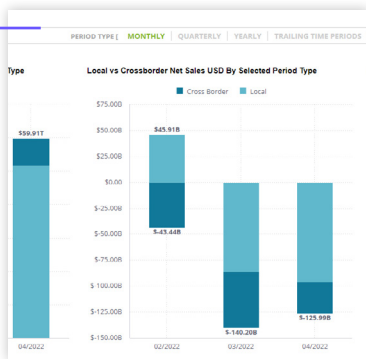 PERIOD TYPE [ MONTHLY | QUARTERLY | YEARLY | TRAILING TIME PERIODS
Type
Local vs Crossborder Net Sales USD By Selected Period Type
Cross Border Local
$75.00B
$50.00B
$25.00B
$0.00
$-25.00B
$-50.00B
$-75.00B
$-100.00B
$-125.00B
$-150.00B
$59.91T
$45.91B
$-43.44B
$-140.20B
$-125.99B
04/2022
02/2022 03/2022 04/2022